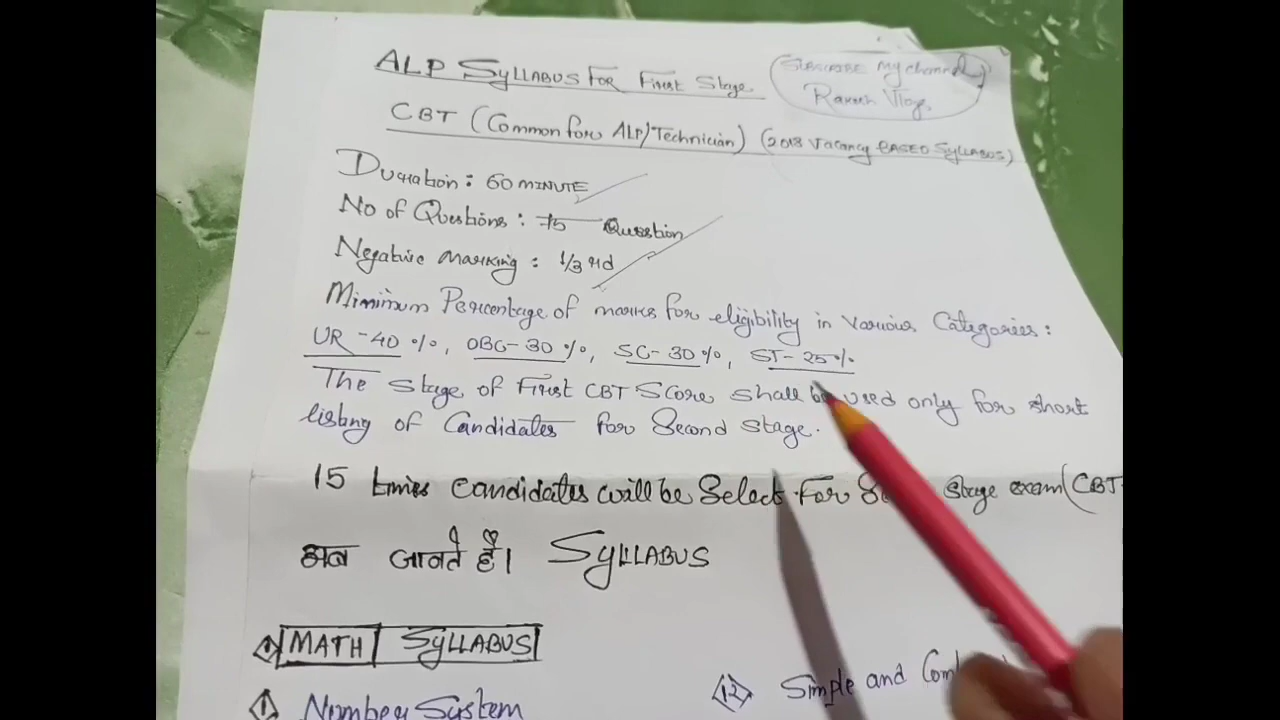 ALP SYLLABUS FOR First Stage
SUBSCRIBE My channel
Rakesh Vlogs
CBT (Common for ALP/Technician) (2018 Vacancy BASED SYLLABUS)
Duration: 60 MINUTE
No of Questions: 75 Question
Negative marking: 1/3 rd
Minimum Percentage of marks for eligibility in Various Categories:
UR - 40 %, OBC - 30 %, SC - 30 %, ST - 25 %
The Stage of First CBT Score shall be used only for short
listing of Candidates for Second Stage.
15 times candidates will be Select For stage exam (CBT-
अब जानते है। SYLLABUS
MATH SYLLABUS
1 Number System
12 Simple and